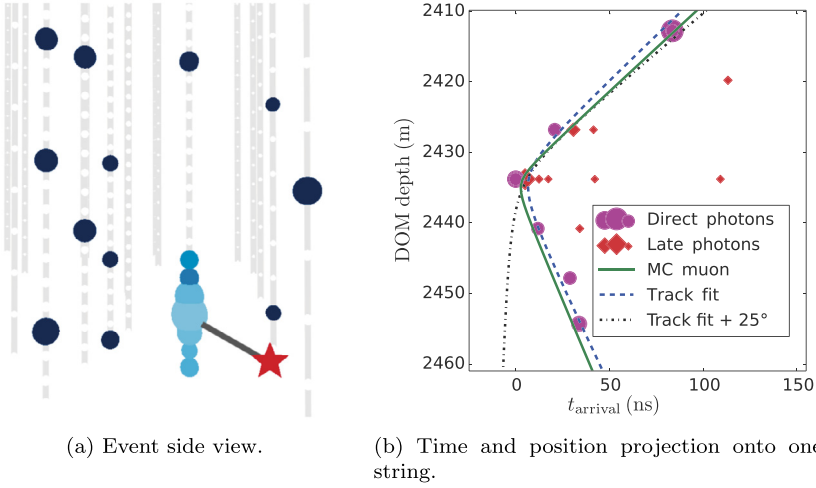 2410
2420
2430
2440
2450
2460
DOM depth (m)
Direct photons
Late photons
MC muon
Track fit
Track fit + 25°
0 50 100 150
t_arrival (ns)
(a) Event side view.
(b) Time and position projection onto one
string.